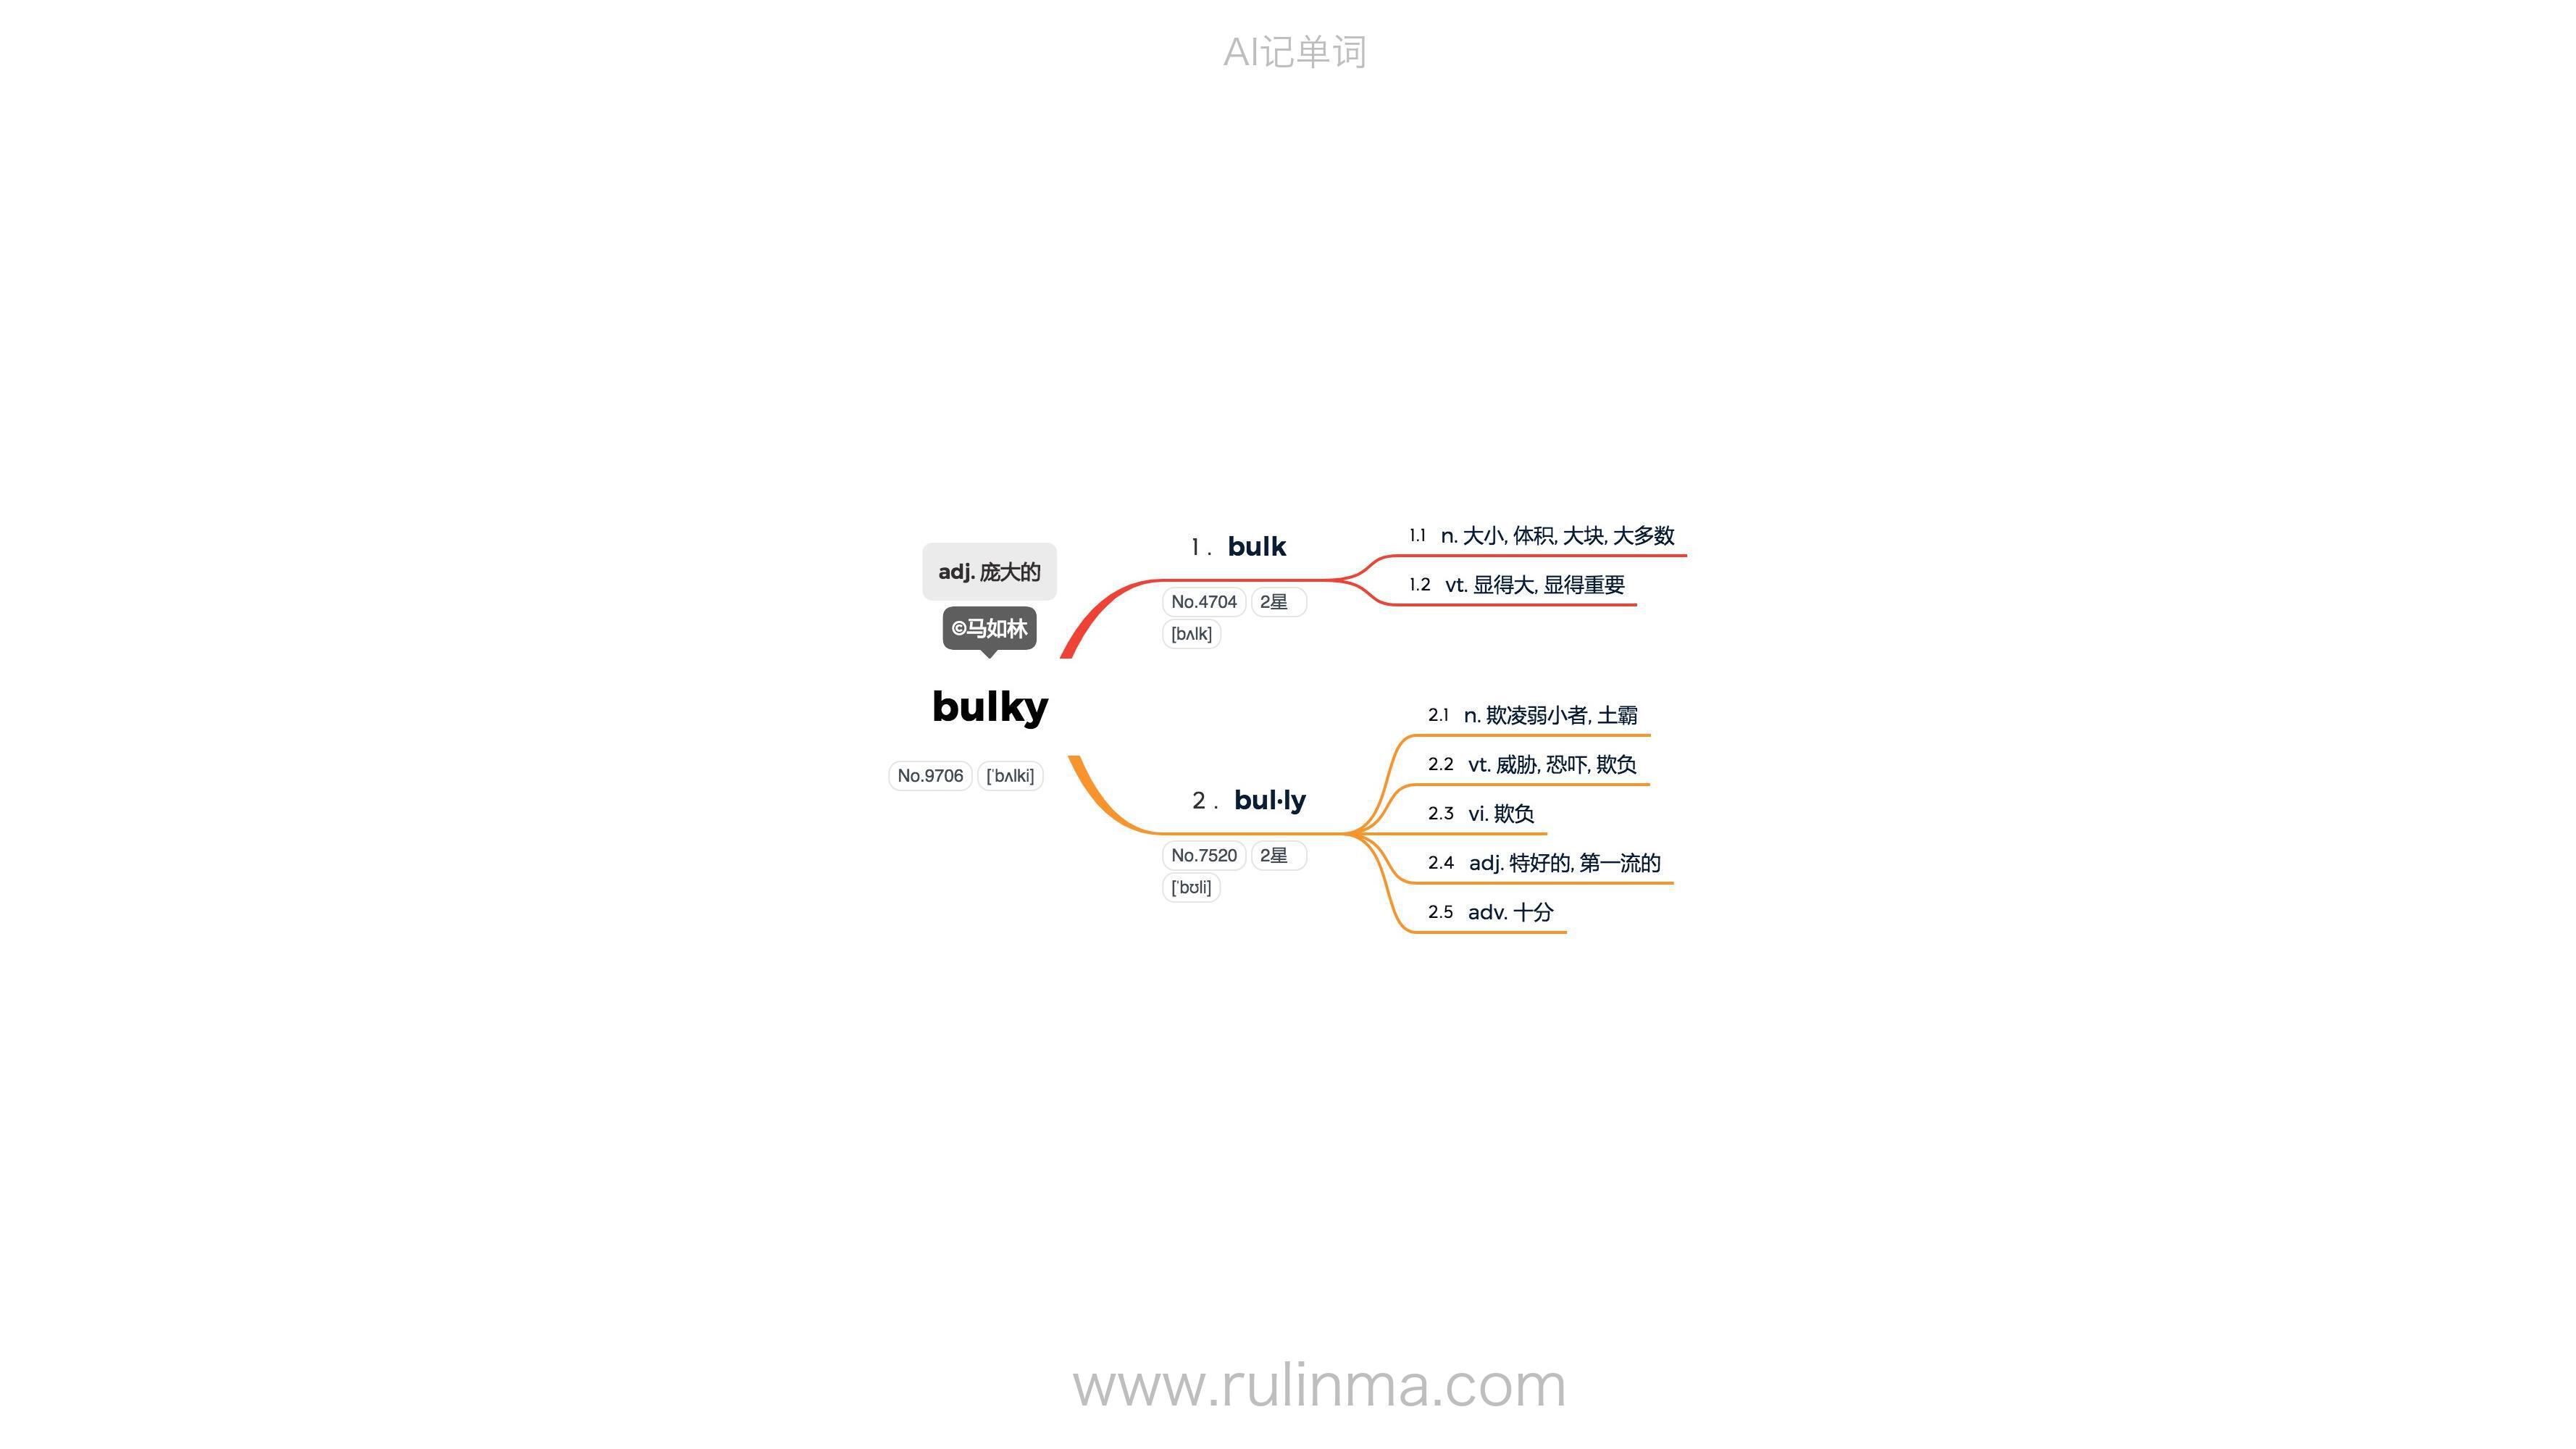 AI记单词
adj. 庞大的
©马如林
bulky
No.9706 [ˈbʌlki]
1. bulk
No.4704 2星
[bʌlk]
1.1 n. 大小, 体积, 大块, 大多数
1.2 vt. 显得大, 显得重要
2. bul·ly
No.7520 2星
[ˈbʊli]
2.1 n. 欺凌弱小者, 土霸
2.2 vt. 威胁, 恐吓, 欺负
2.3 vi. 欺负
2.4 adj. 特好的, 第一流的
2.5 adv. 十分
www.rulinma.com